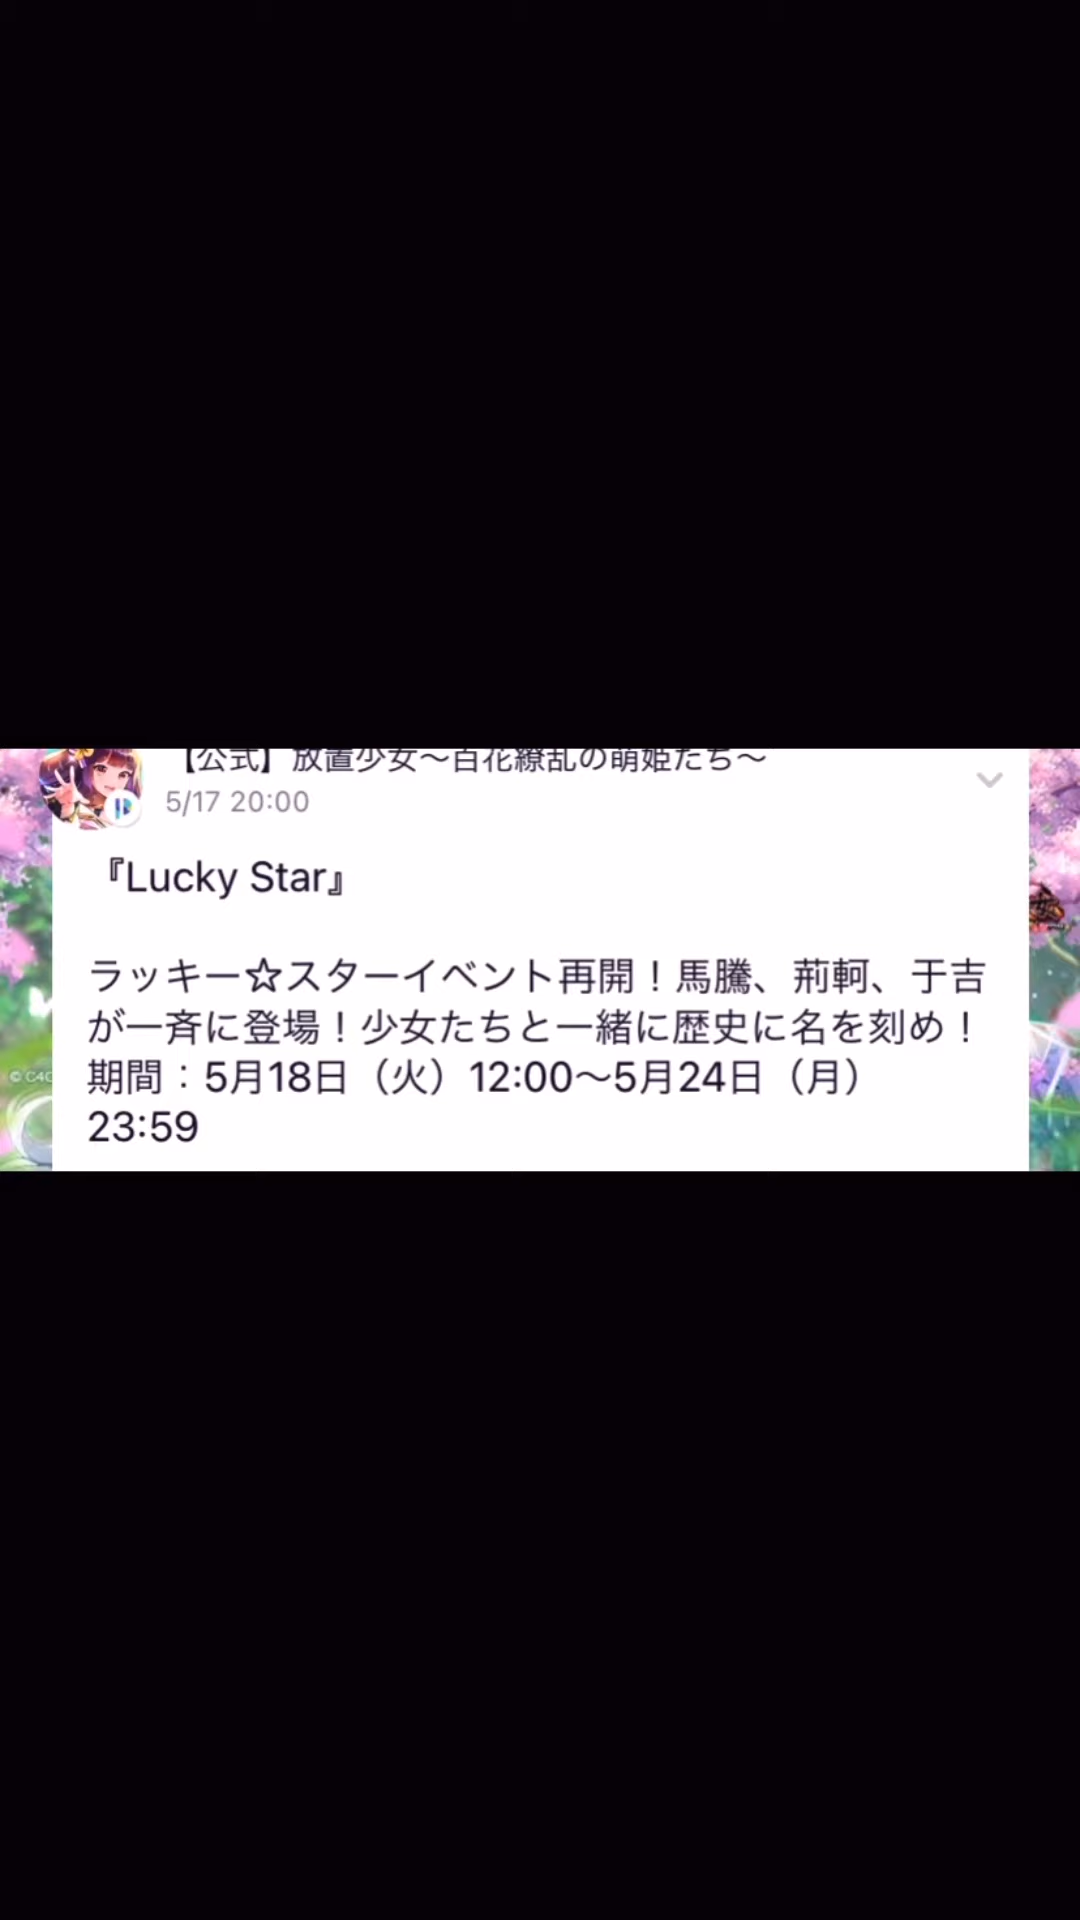 【公式】放置少女〜百花繚乱の萌姫たち〜
5/17 20:00
『Lucky Star』
ラッキー☆スターイベント再開！馬騰、荊軻、于吉
が一斉に登場！少女たちと一緒に歴史に名を刻め！
期間：5月18日（火）12:00〜5月24日（月）
23:59
© C4C